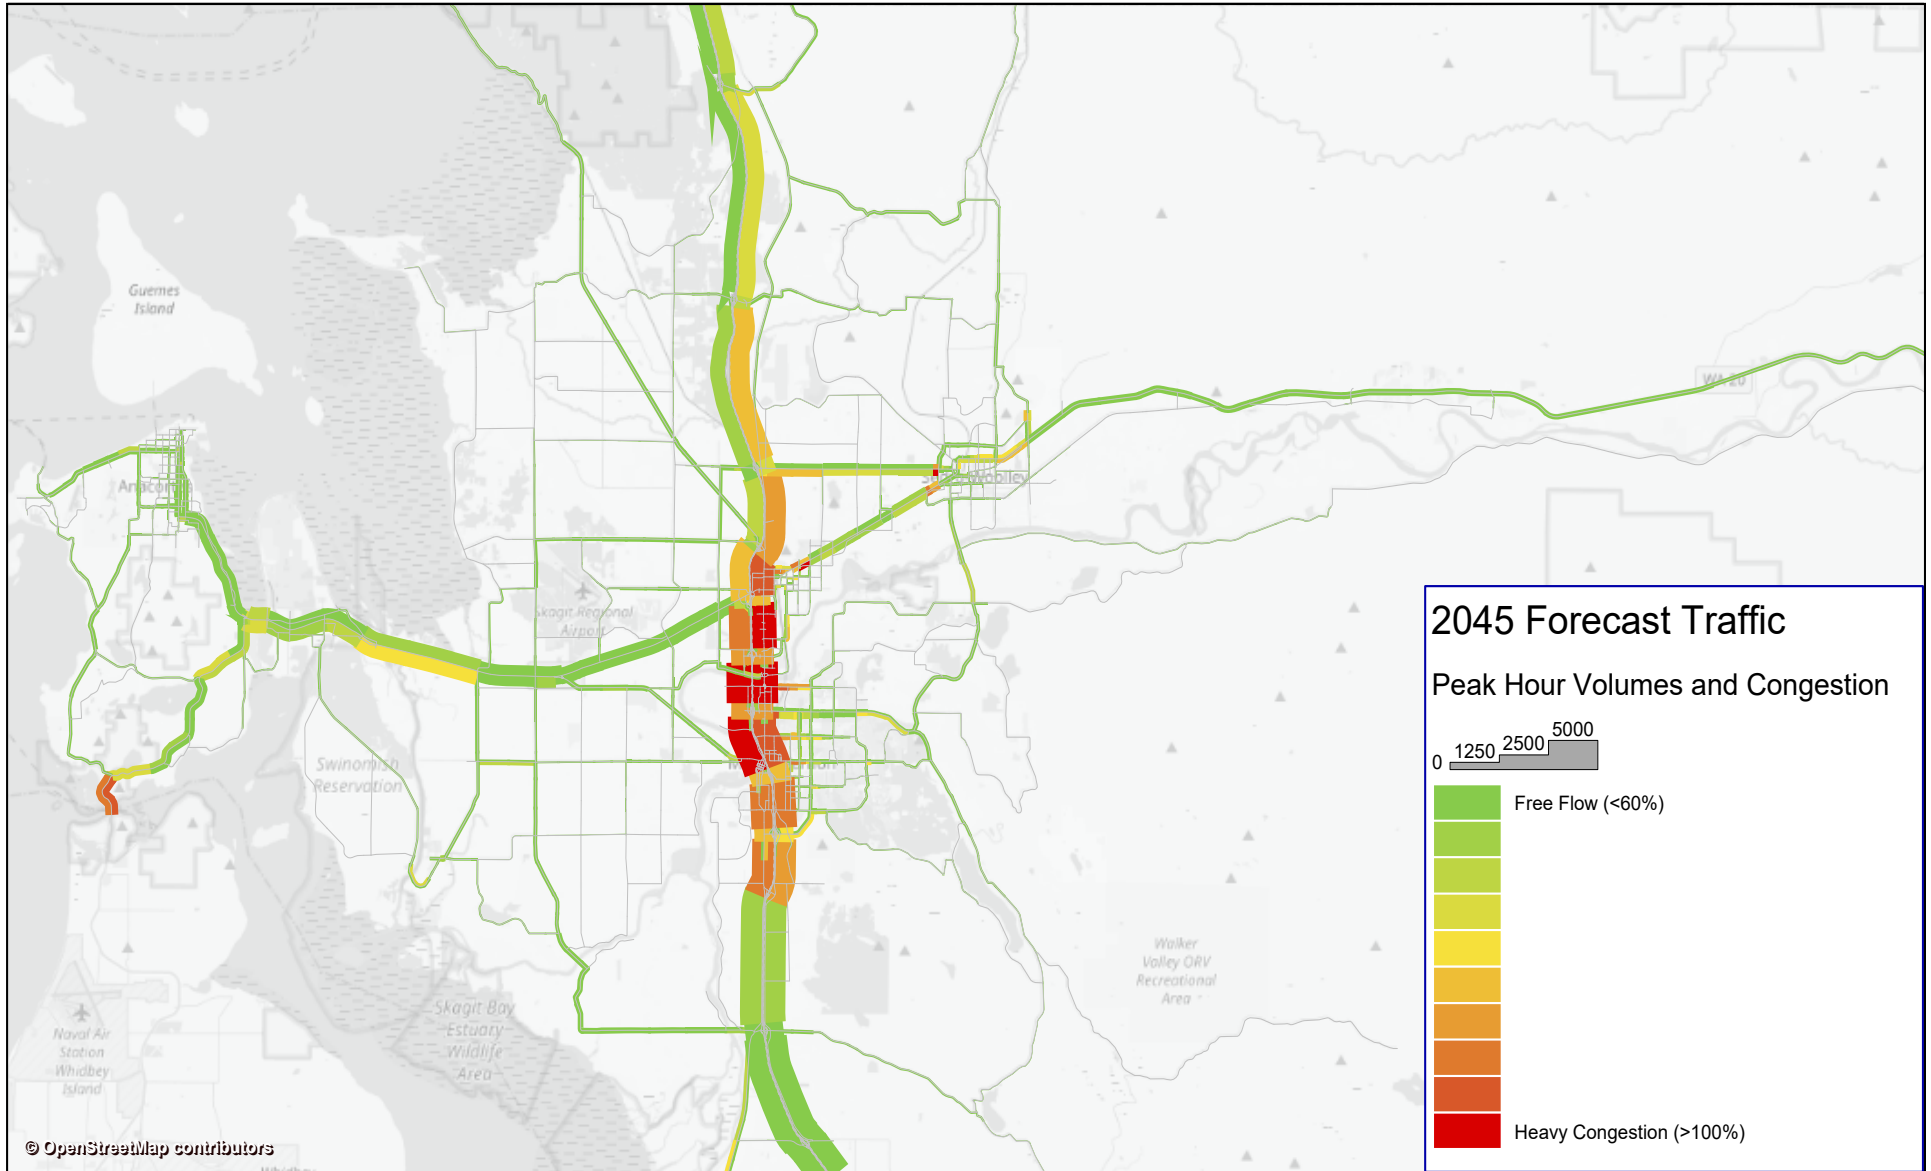 Guemes
Island
WA 20
Skagit Regional
Airport
Swinomish
Reservation
Walker
Valley ORV
Recreational
Area
Skagit Bay
Estuary
Wildlife
Area
Naval Air
Station
Whidbey
Island
© OpenStreetMap contributors
2045 Forecast Traffic
Peak Hour Volumes and Congestion
0 1250 2500 5000
Free Flow (<60%)
Heavy Congestion (>100%)